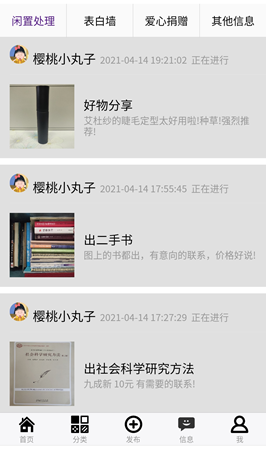 闲置处理 表白墙 爱心捐赠 其他信息
樱桃小丸子 2021-04-14 19:21:02 正在进行
好物分享
艾杜纱的睫毛定型太好用啦!种草!强烈推
荐!
樱桃小丸子 2021-04-14 17:55:45 正在进行
出二手书
图上的书都出，有意向的联系，价格好说!
樱桃小丸子 2021-04-14 17:27:29 正在进行
社会科学研究方法
出社会科学研究方法
九成新 10元 有需要的联系!
首页 分类 发布 信息 我